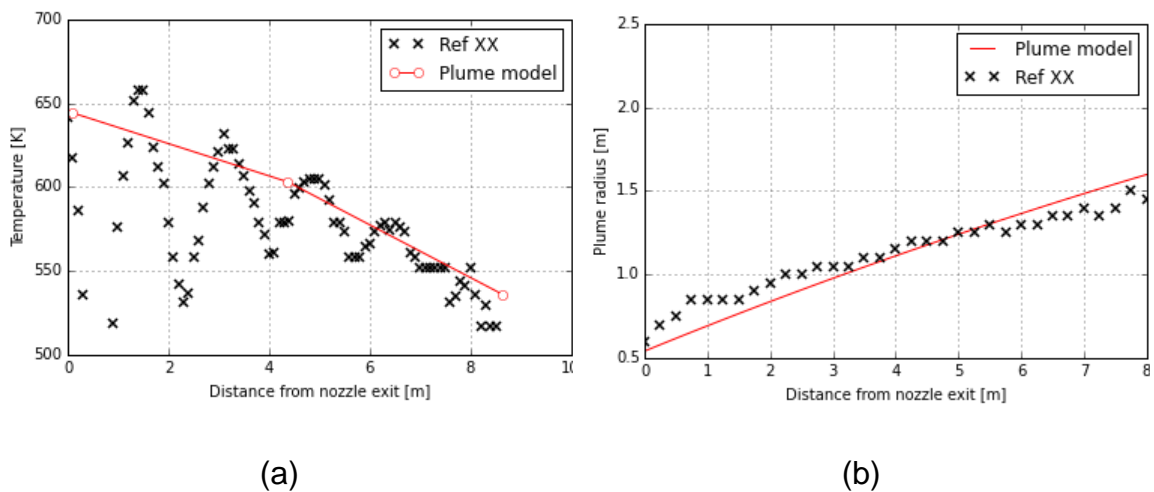 700
650
600
550
500
Temperature [K]
0
2
4
6
8
10
Distance from nozzle exit [m]
Ref XX
Plume model
(a)
2.5
2.0
1.5
1.0
0.5
Plume radius [m]
0
1
2
3
4
5
6
7
8
Distance from nozzle exit [m]
Plume model
Ref XX
(b)